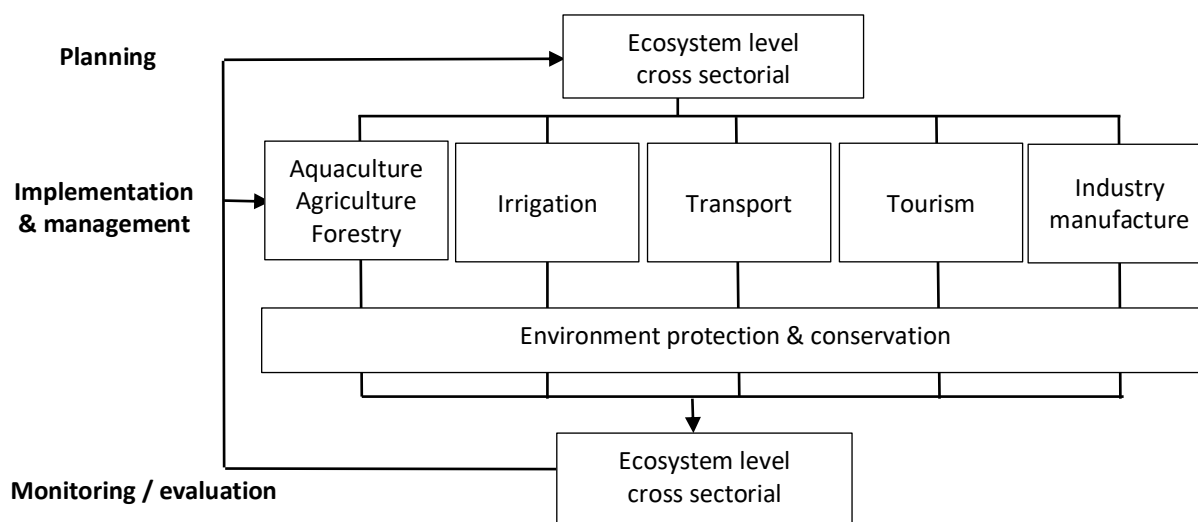 Planning
Ecosystem level
cross sectorial
Implementation
& management
Aquaculture
Agriculture
Forestry
Irrigation
Transport
Tourism
Industry
manufacture
Environment protection & conservation
Monitoring / evaluation
Ecosystem level
cross sectorial